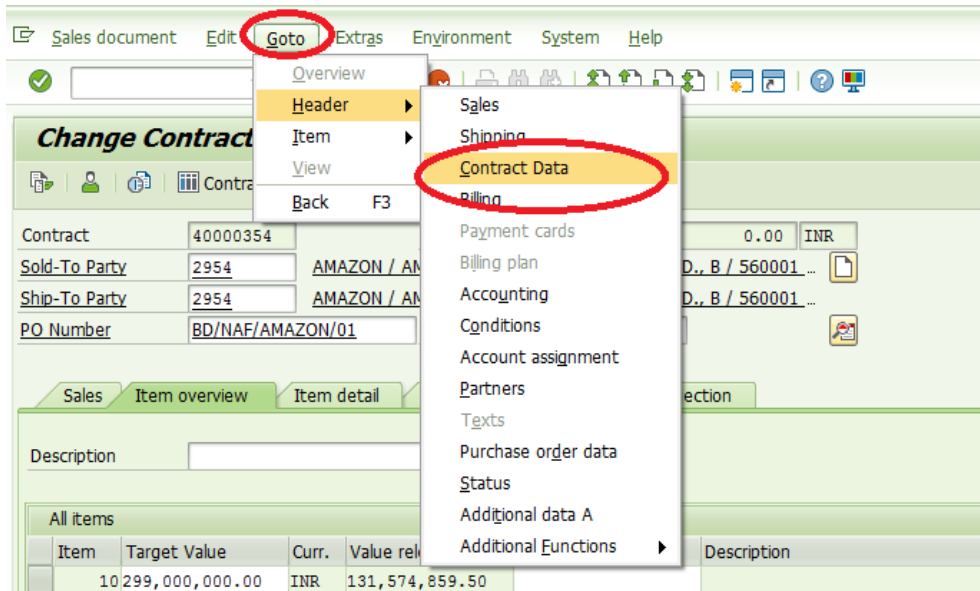 Sales document Edit Goto Extras Environment System Help
Overview
Header Sales
Change Contract
Item Shipping
View Contract Data
Contra
Back F3 Billing
Contract 40000354 Payment cards 0.00 INR
Sold-To Party 2954 AMAZON / AM Billing plan D., B / 560001 ...
Ship-To Party 2954 AMAZON / AM Accounting D., B / 560001 ...
PO Number BD/NAF/AMAZON/01 Conditions
Account assignment
Sales Item overview Item detail Partners ection
Texts
Description Purchase order data
Status
All items Additional data A
Item Target Value Curr. Value rel Additional Functions Description
10 299,000,000.00 INR 131,574,859.50